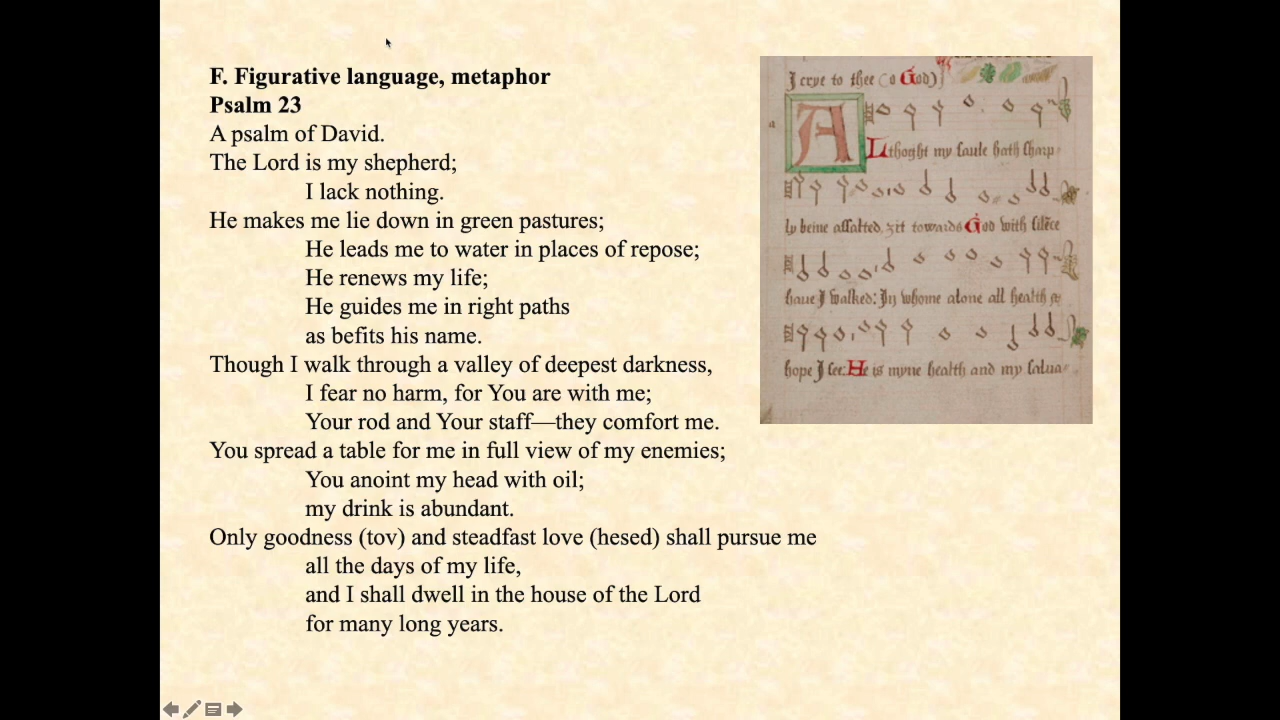 F. Figurative language, metaphor
Psalm 23
A psalm of David.
The Lord is my shepherd;
I lack nothing.
He makes me lie down in green pastures;
He leads me to water in places of repose;
He renews my life;
He guides me in right paths
as befits his name.
Though I walk through a valley of deepest darkness,
I fear no harm, for You are with me;
Your rod and Your staff—they comfort me.
You spread a table for me in full view of my enemies;
You anoint my head with oil;
my drink is abundant.
Only goodness (tov) and steadfast love (hesed) shall pursue me
all the days of my life,
and I shall dwell in the house of the Lord
for many long years.
I crye to thee (o God)
A
Lthoght my saule hath sharp
ly beine assalted, zit towards God with silēce
haue I walked: In whome alone all health &
hope I see. He is myne health and my salua